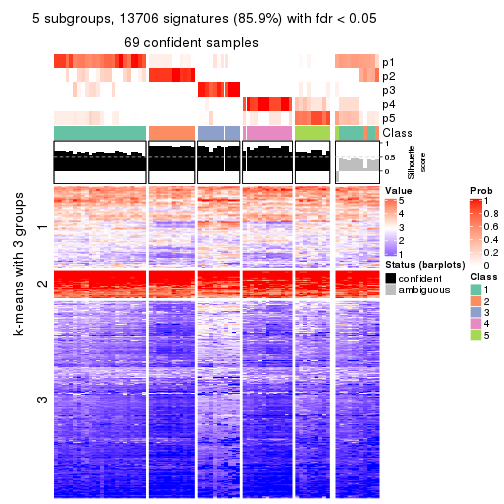 5 subgroups, 13706 signatures (85.9%) with fdr < 0.05
69 confident samples
p1
p2
p3
p4
p5
Class
1
0.5
0
Silhouette
score
k-means with 3 groups
1
2
3
Value
5
4
3
2
1
Status (barplots)
confident
ambiguous
Prob
1
0.8
0.6
0.4
0.2
0
Class
1
2
3
4
5